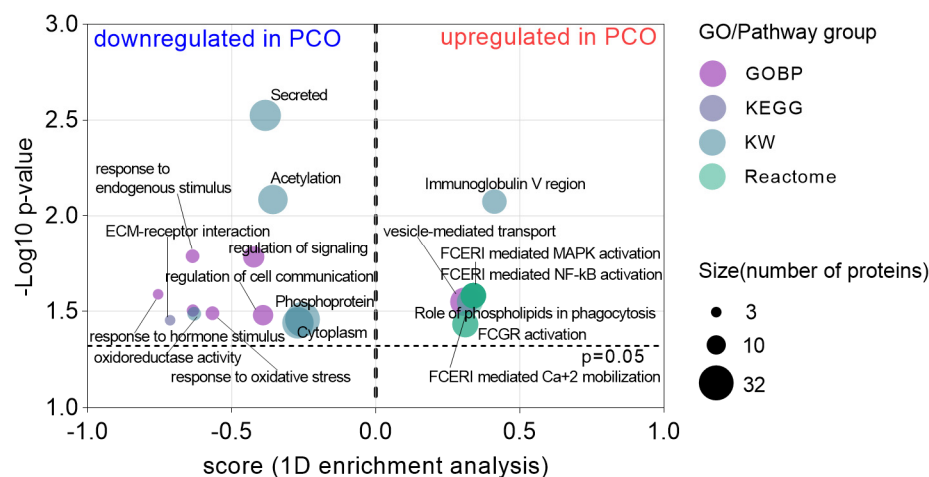 3.0
downregulated in PCO
upregulated in PCO
GO/Pathway group
GOBP
KEGG
KW
Reactome
Secreted
2.5
-Log10 p-value
response to
endogenous stimulus
Acetylation
Immunoglobulin V region
2.0
ECM-receptor interaction
vesicle-mediated transport
regulation of signaling
FCERI mediated MAPK activation
regulation of cell communication
FCERI mediated NF-kB activation
Size(number of proteins)
3
10
32
Phosphoprotein
1.5
Role of phospholipids in phagocytosis
response to hormone stimulus
Cytoplasm
FCGR activation
oxidoreductase activity
p=0.05
response to oxidative stress
FCERI mediated Ca+2 mobilization
1.0
-1.0
-0.5
0.0
0.5
1.0
score (1D enrichment analysis)